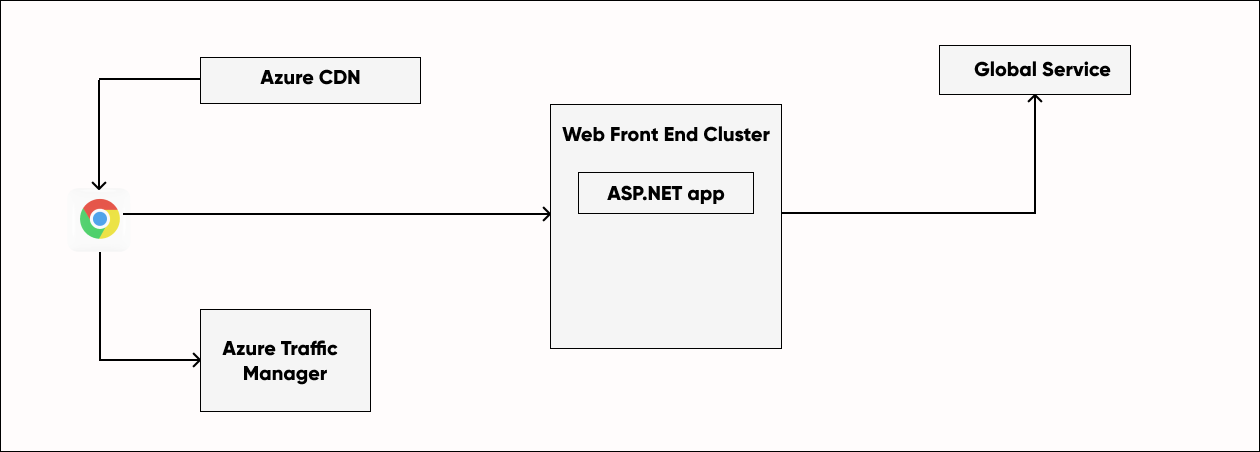 Azure CDN
Global Service
Web Front End Cluster
ASP.NET app
Azure Traffic
Manager